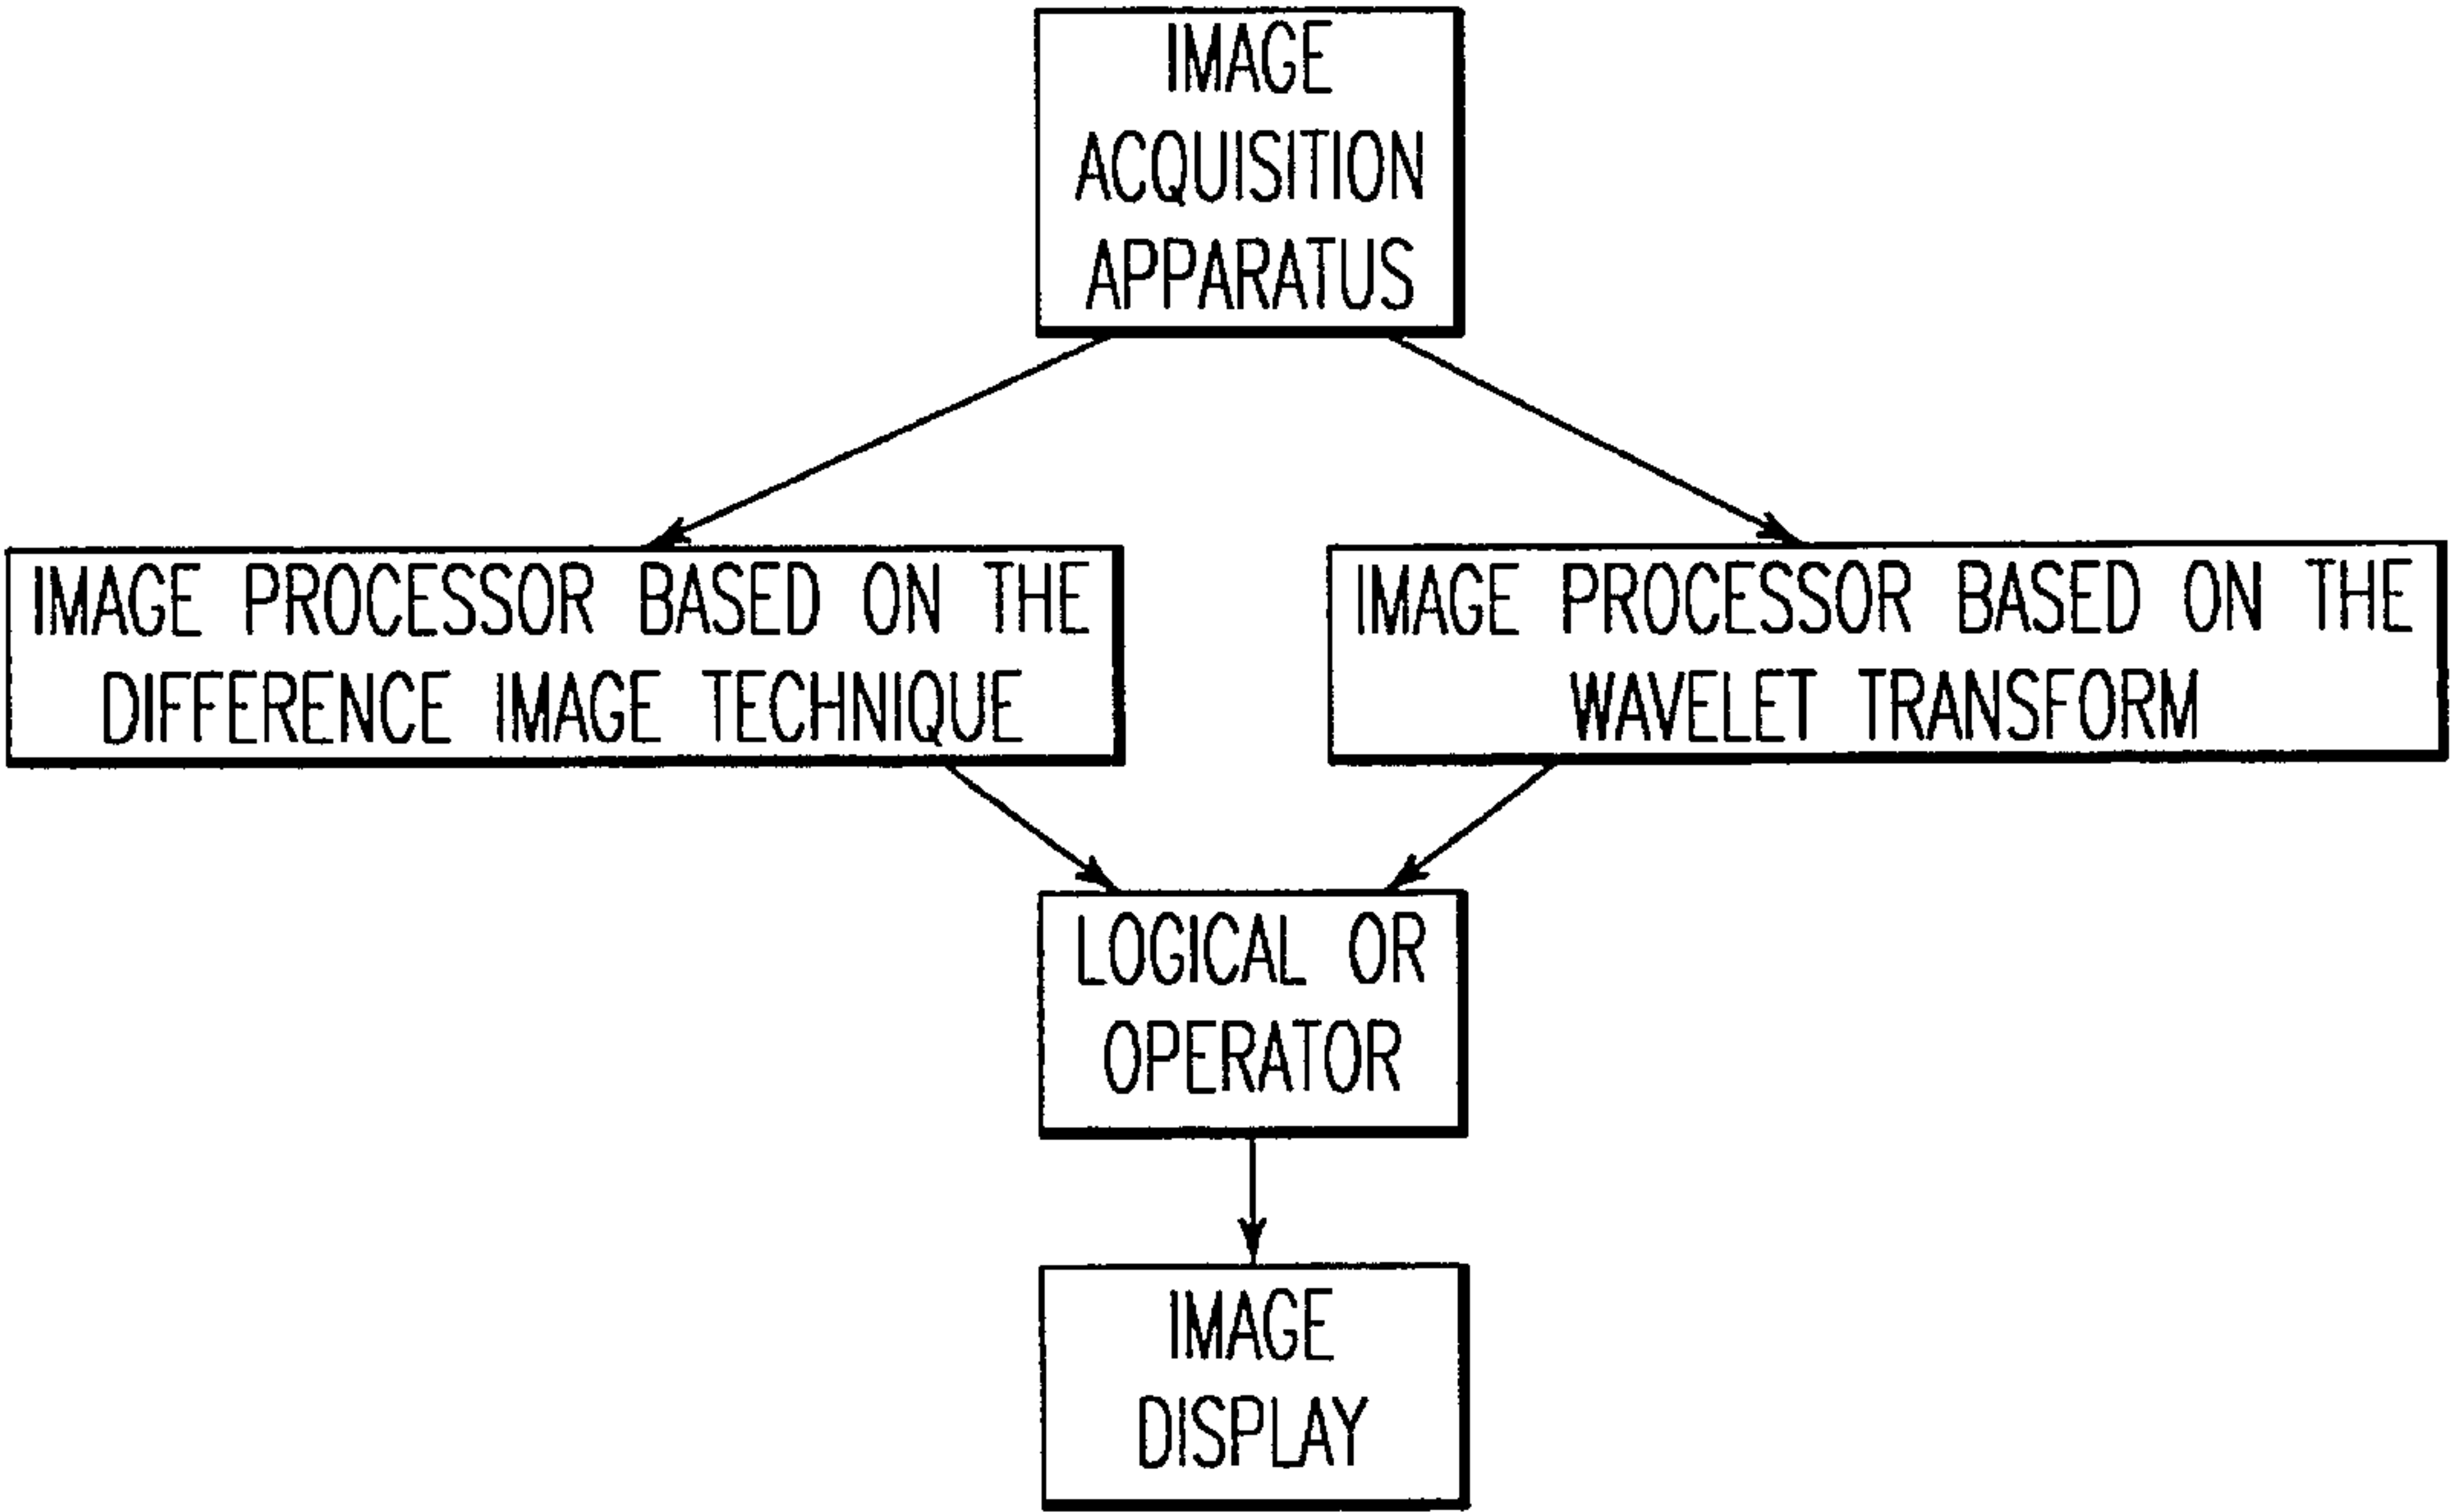 IMAGE
ACQUISITION
APPARATUS
IMAGE PROCESSOR BASED ON THE
DIFFERENCE IMAGE TECHNIQUE
IMAGE PROCESSOR BASED ON THE
WAVELET TRANSFORM
LOGICAL OR
OPERATOR
IMAGE
DISPLAY